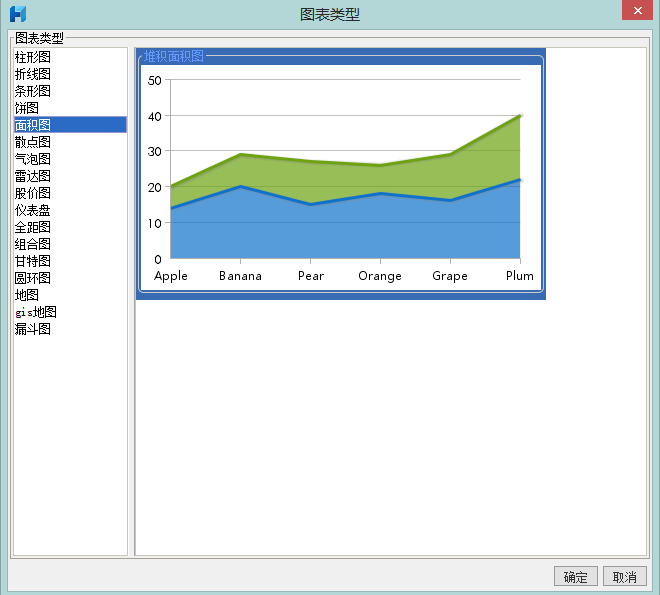 图表类型
图表类型
柱形图
折线图
条形图
饼图
面积图
散点图
气泡图
雷达图
股价图
仪表盘
全距图
组合图
甘特图
圆环图
地图
gis地图
漏斗图
堆积面积图
50
40
30
20
10
0
Apple Banana Pear Orange Grape Plum
确定 取消